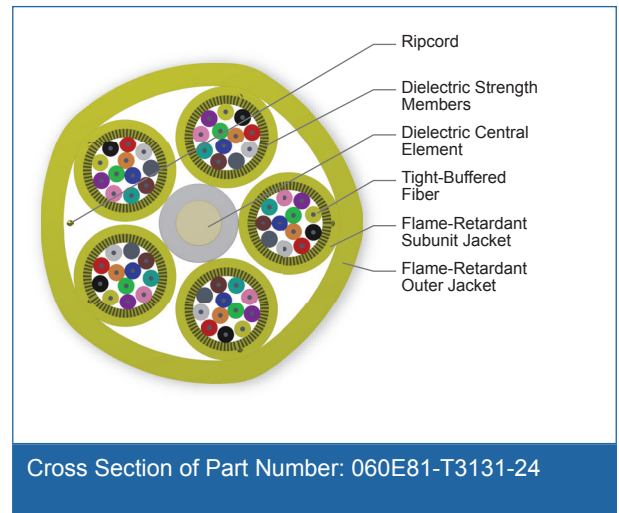 Ripcord
Dielectric Strength
Members
Dielectric Central
Element
Tight-Buffered
Fiber
Flame-Retardant
Subunit Jacket
Flame-Retardant
Outer Jacket
Cross Section of Part Number: 060E81-T3131-24